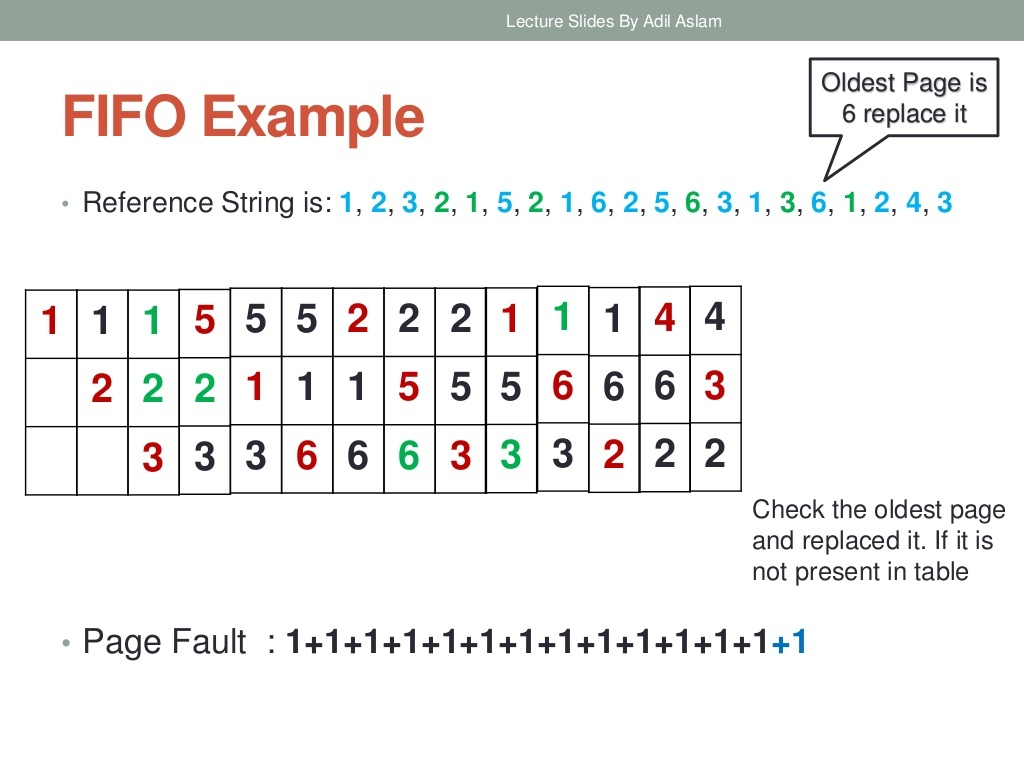 Lecture Slides By Adil Aslam
Oldest Page is
6 replace it
FIFO Example
• Reference String is: 1, 2, 3, 2, 1, 5, 2, 1, 6, 2, 5, 6, 3, 1, 3, 6, 1, 2, 4, 3
1 1 1 5 5 5 2 2 2 1 1 1 4 4
2 2 2 1 1 1 5 5 5 6 6 6 3
3 3 3 6 6 6 3 3 3 2 2 2
Check the oldest page
and replaced it. If it is
not present in table
• Page Fault : 1+1+1+1+1+1+1+1+1+1+1+1+1+1